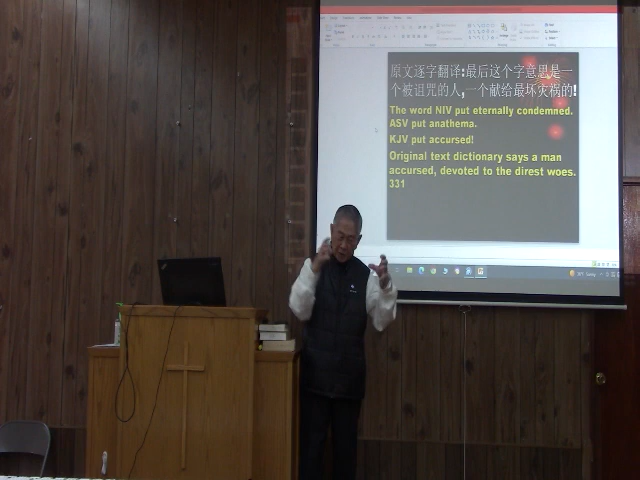 原文逐字翻译:最后这个字意思是一
个被诅咒的人,一个献给最坏灾祸的!
The word NIV put eternally condemned.
ASV put anathema.
KJV put accursed!
Original text dictionary says a man
accursed, devoted to the direst woes.
331